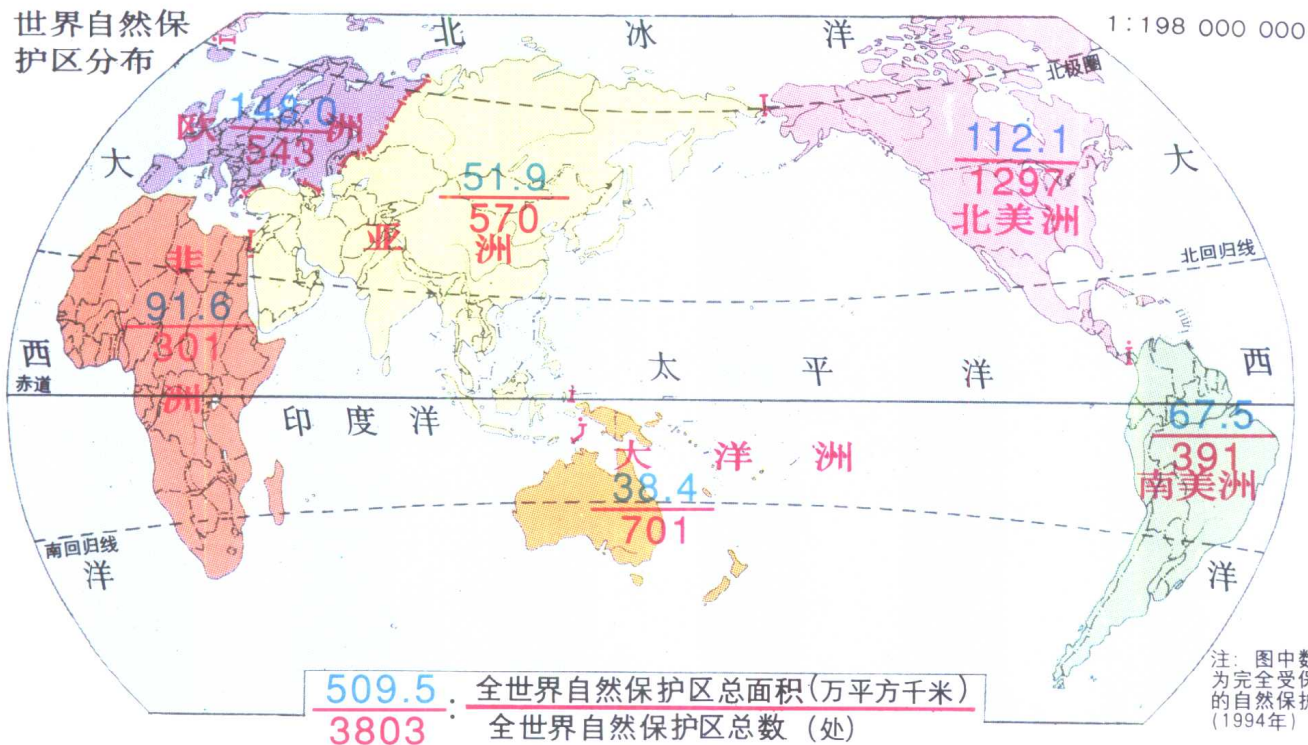 世界自然保
护区分布
1:198 000 000
北冰洋
北极圈
148.0
欧洲
543
大
51.9
570
亚洲
112.1
1297
北美洲
大
北回归线
非
91.6
301
洲
西
赤道
太平洋
西
印度洋
67.5
391
南美洲
大洋洲
38.4
701
南回归线
洋
洋
509.5 : 全世界自然保护区总面积(万平方千米)
3803 全世界自然保护区总数 (处)
注: 图中数
为完全受保
的自然保护
(1994年)